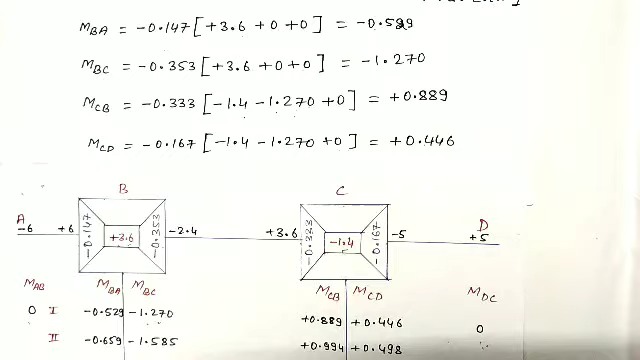 M_BA = -0.147 [+3.6 +0 +0] = -0.529
M_BC = -0.353 [+3.6 +0 +0] = -1.270
M_CB = -0.333 [-1.4 -1.270 +0] = +0.889
M_CD = -0.167 [-1.4 -1.270 +0] = +0.446
B C
A D
-6 +6 -0.147 +3.6 -0.353 -2.4 +3.6 -0.333 -1.4 -0.167 -5 +5
M_AB M_BA M_BC M_CB M_CD M_DC
0 I -0.529 -1.270 +0.889 +0.446 0
II -0.659 -1.585 +0.994 +0.498